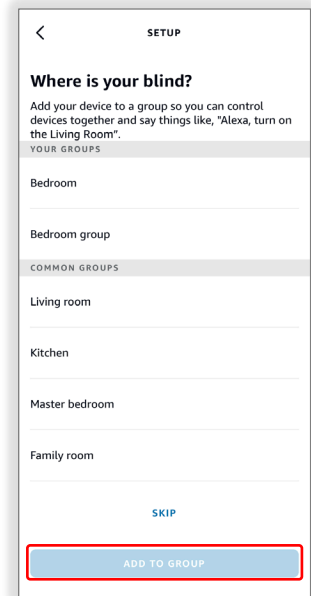 SETUP
Where is your blind?
Add your device to a group so you can control
devices together and say things like, "Alexa, turn on
the Living Room".
YOUR GROUPS
Bedroom
Bedroom group
COMMON GROUPS
Living room
Kitchen
Master bedroom
Family room
SKIP
ADD TO GROUP